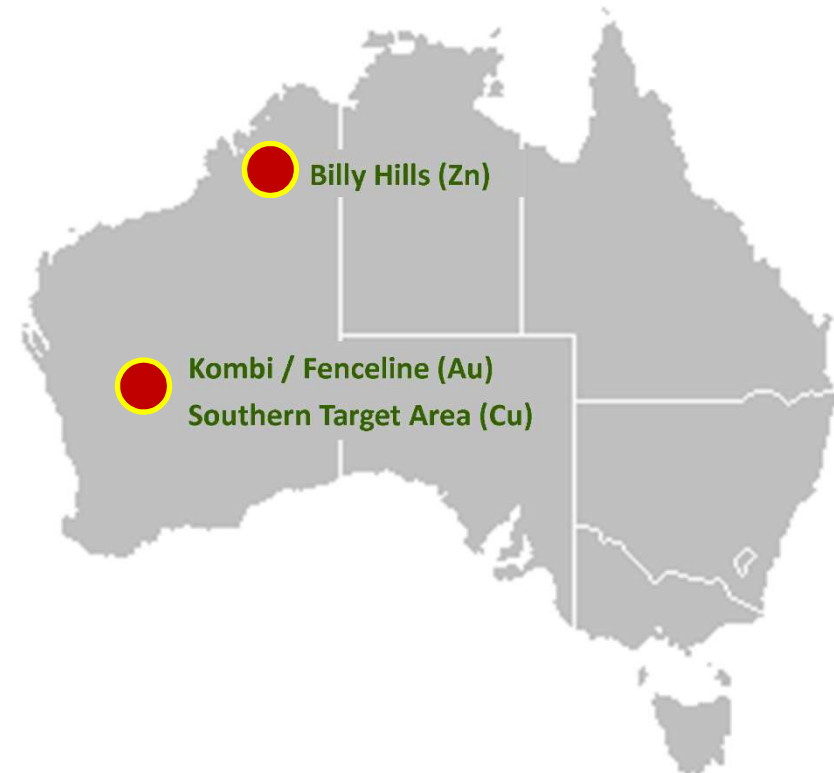 Billy Hills (Zn)
Kombi / Fenceline (Au)
Southern Target Area (Cu)